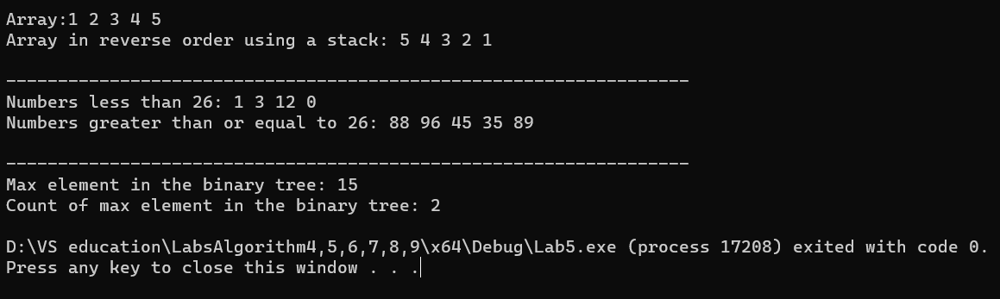 Array:1 2 3 4 5
Array in reverse order using a stack: 5 4 3 2 1
------------------------------------------------------------------
Numbers less than 26: 1 3 12 0
Numbers greater than or equal to 26: 88 96 45 35 89
------------------------------------------------------------------
Max element in the binary tree: 15
Count of max element in the binary tree: 2
D:\VS education\LabsAlgorithm4,5,6,7,8,9\x64\Debug\Lab5.exe (process 17208) exited with code 0.
Press any key to close this window . . .